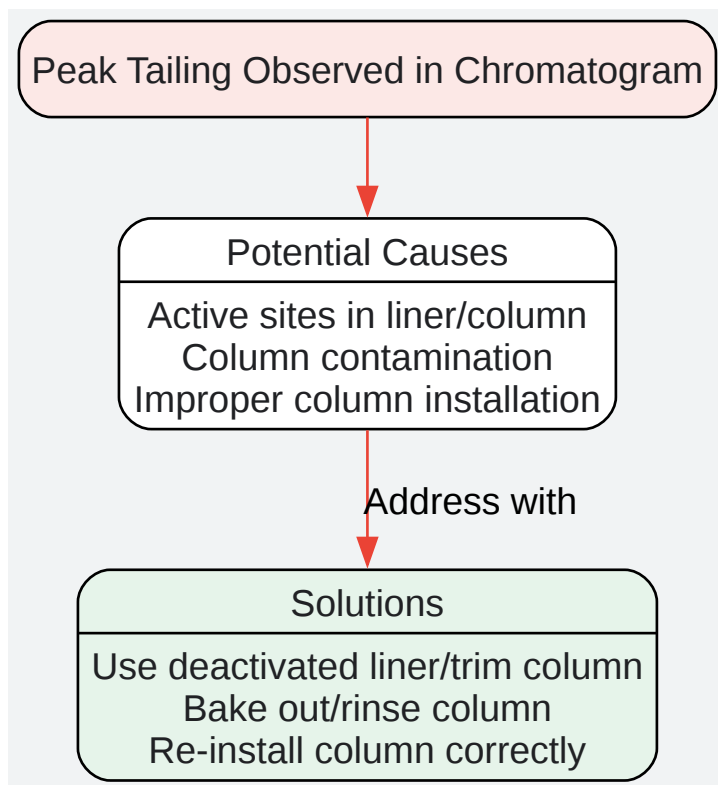 Peak Tailing Observed in Chromatogram
Potential Causes
Active sites in liner/column
Column contamination
Improper column installation
Address with
Solutions
Use deactivated liner/trim column
Bake out/rinse column
Re-install column correctly